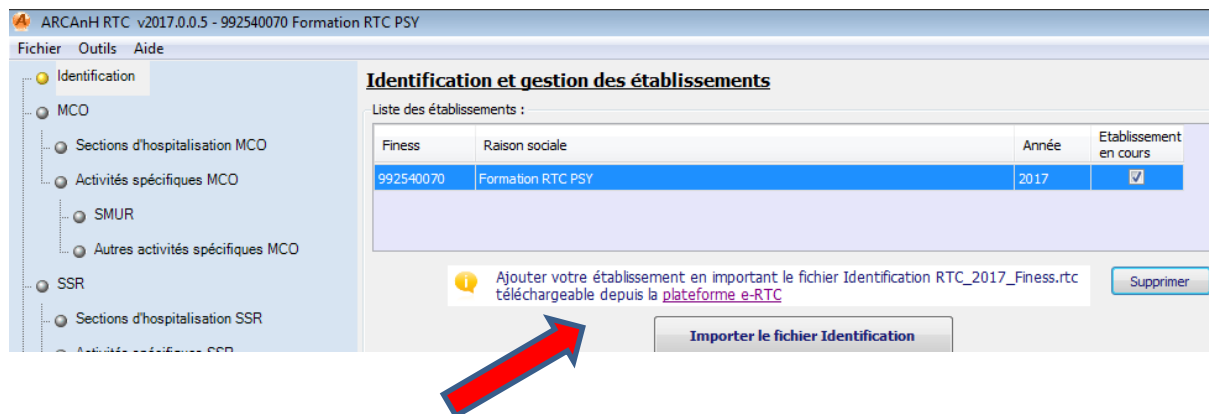 ARCAnH RTC v2017.0.0.5 - 992540070 Formation RTC PSY
Fichier Outils Aide
Identification
MCO
Sections d'hospitalisation MCO
Activités spécifiques MCO
SMUR
Autres activités spécifiques MCO
SSR
Sections d'hospitalisation SSR
Activités spécifiques SSR
Identification et gestion des établissements
Liste des établissements :
Finess Raison sociale Année Etablissement
en cours
992540070 Formation RTC PSY 2017
Ajouter votre établissement en important le fichier Identification RTC_2017_Finess.rtc
téléchargeable depuis la plateforme e-RTC
Supprimer
Importer le fichier Identification